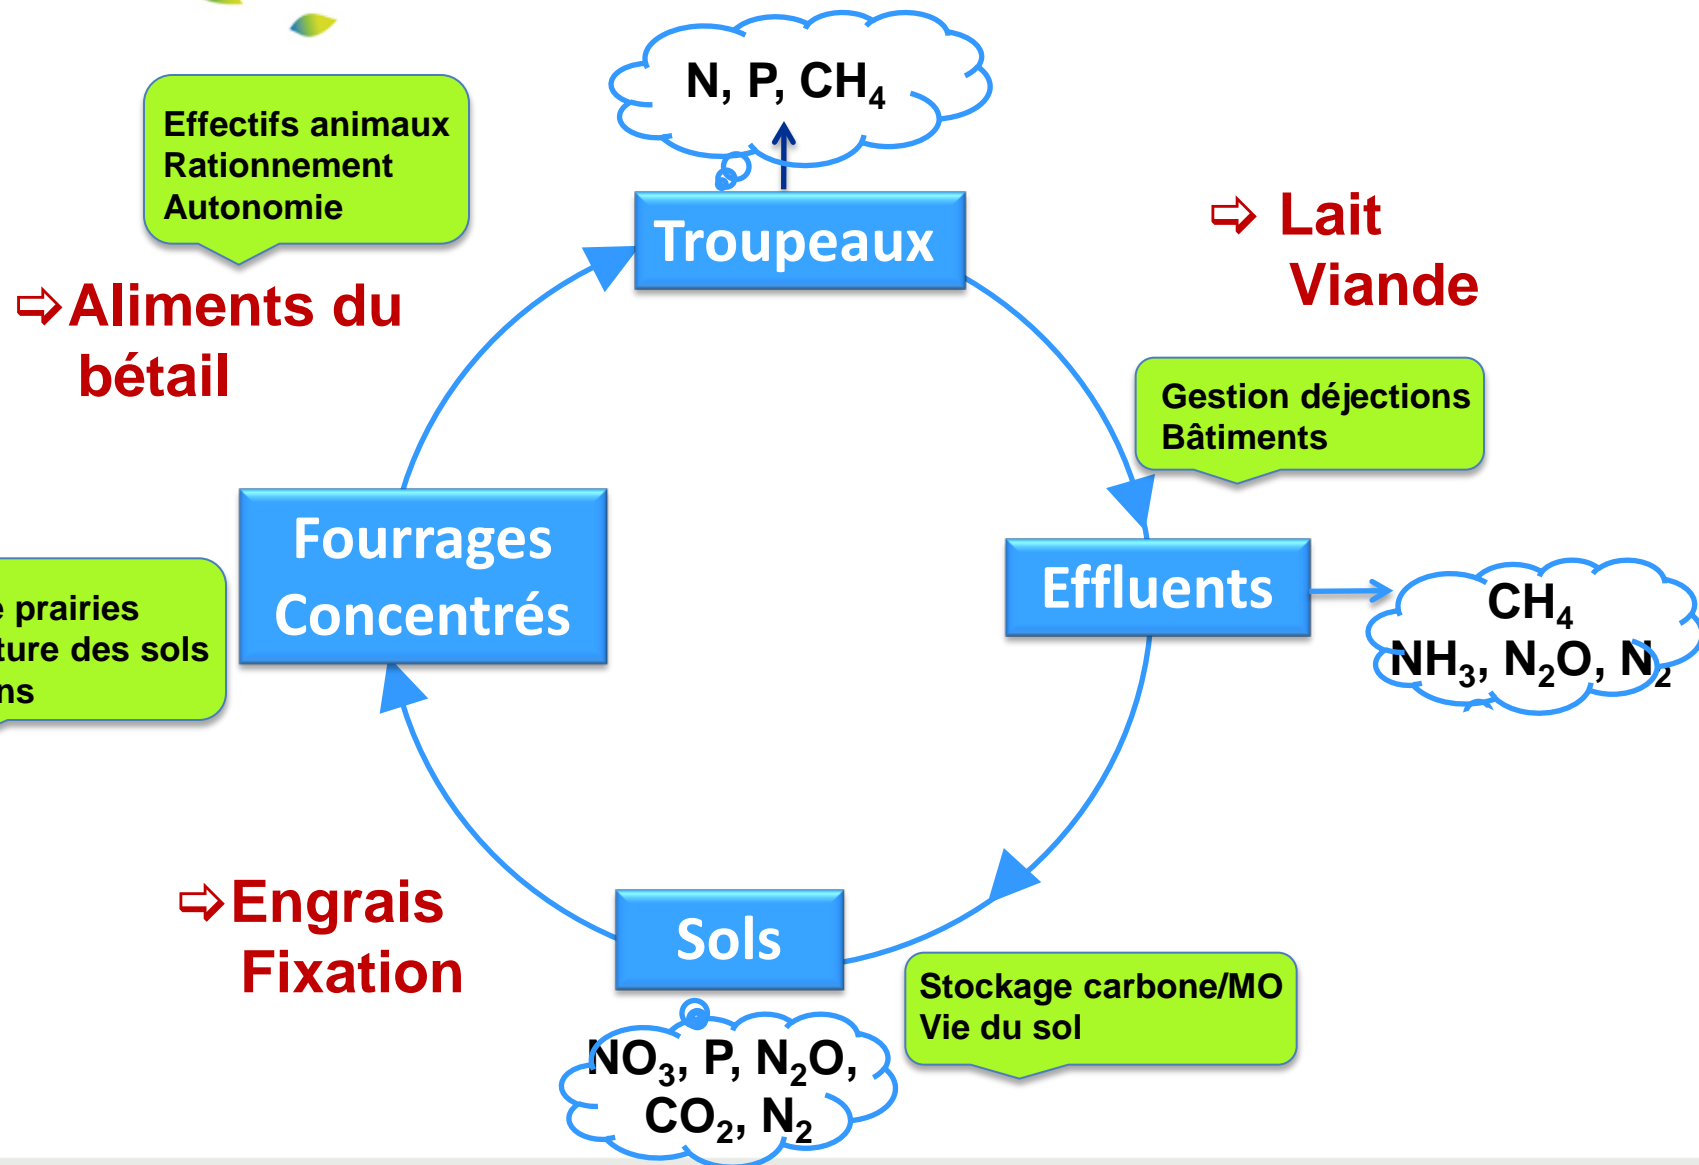 N, P, CH₄
Effectifs animaux
Rationnement
Autonomie
Troupeaux
⇨ Lait
Viande
⇨Aliments du
bétail
Gestion déjections
Bâtiments
Fourrages
Concentrés
Effluents
CH₄
NH₃, N₂O, N₂
prairies
des sols
⇨Engrais
Fixation
Sols
Stockage carbone/MO
Vie du sol
NO₃, P, N₂O,
CO₂, N₂